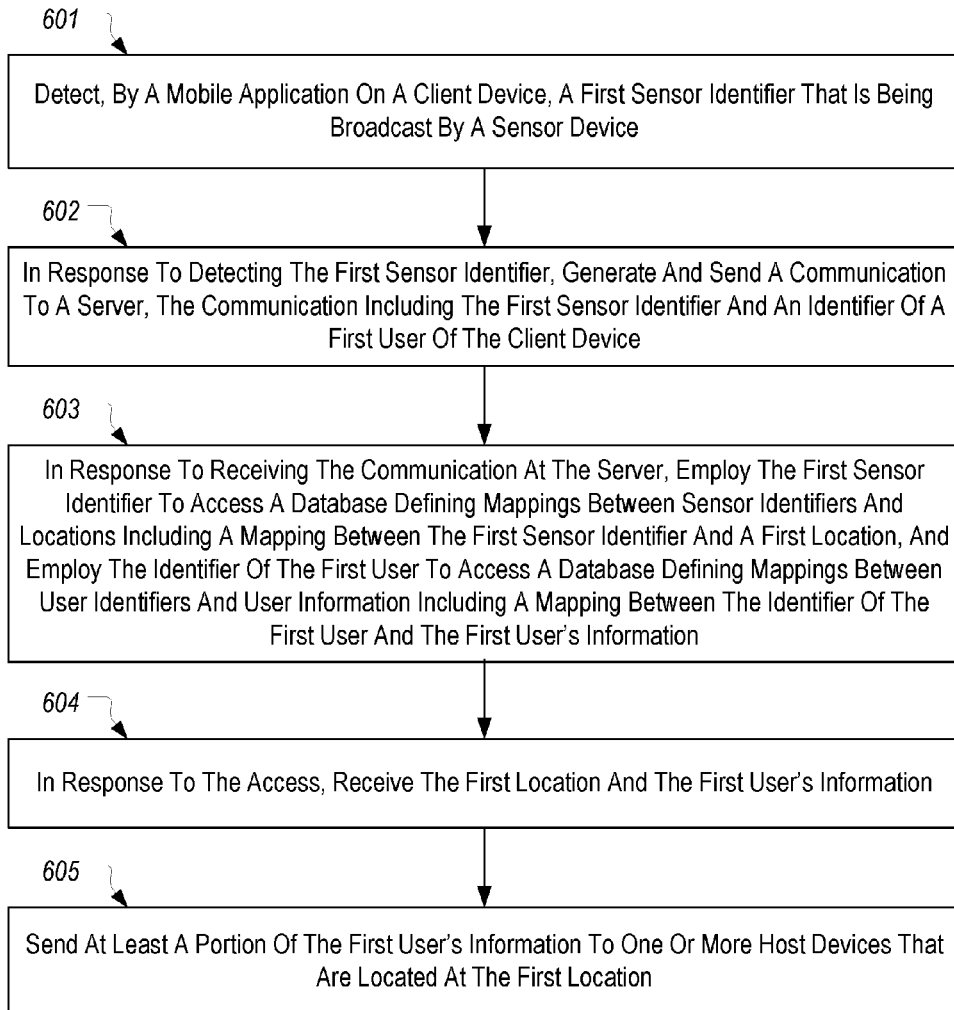 601
Detect, By A Mobile Application On A Client Device, A First Sensor Identifier That Is Being
Broadcast By A Sensor Device
602
In Response To Detecting The First Sensor Identifier, Generate And Send A Communication
To A Server, The Communication Including The First Sensor Identifier And An Identifier Of A
First User Of The Client Device
603
In Response To Receiving The Communication At The Server, Employ The First Sensor
Identifier To Access A Database Defining Mappings Between Sensor Identifiers And
Locations Including A Mapping Between The First Sensor Identifier And A First Location, And
Employ The Identifier Of The First User To Access A Database Defining Mappings Between
User Identifiers And User Information Including A Mapping Between The Identifier Of The
First User And The First User's Information
604
In Response To The Access, Receive The First Location And The First User's Information
605
Send At Least A Portion Of The First User's Information To One Or More Host Devices That
Are Located At The First Location